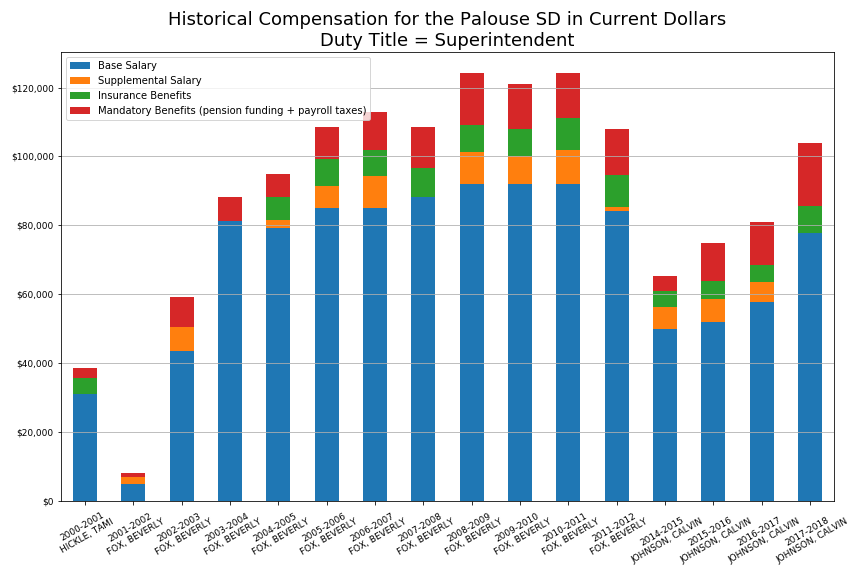 Historical Compensation for the Palouse SD in Current Dollars
Duty Title = Superintendent
Base Salary
Supplemental Salary
Insurance Benefits
Mandatory Benefits (pension funding + payroll taxes)
$120,000
$100,000
$80,000
$60,000
$40,000
$20,000
$0
2000-2001
HICKLE, TAMI
2001-2002
FOX, BEVERLY
2002-2003
FOX, BEVERLY
2003-2004
FOX, BEVERLY
2004-2005
FOX, BEVERLY
2005-2006
FOX, BEVERLY
2006-2007
FOX, BEVERLY
2007-2008
FOX, BEVERLY
2008-2009
FOX, BEVERLY
2009-2010
FOX, BEVERLY
2010-2011
FOX, BEVERLY
2011-2012
FOX, BEVERLY
2014-2015
JOHNSON, CALVIN
2015-2016
JOHNSON, CALVIN
2016-2017
JOHNSON, CALVIN
2017-2018
JOHNSON, CALVIN